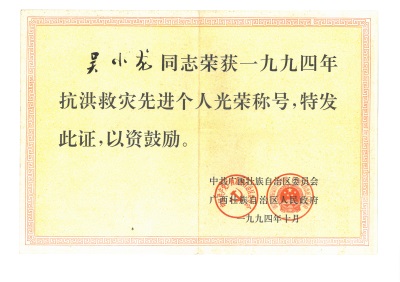 吴小龙同志荣获一九九四年
抗洪救灾先进个人光荣称号，特发
此证，以资鼓励。
中共广西壮族自治区委员会
广西壮族自治区人民政府
一九九四年十月